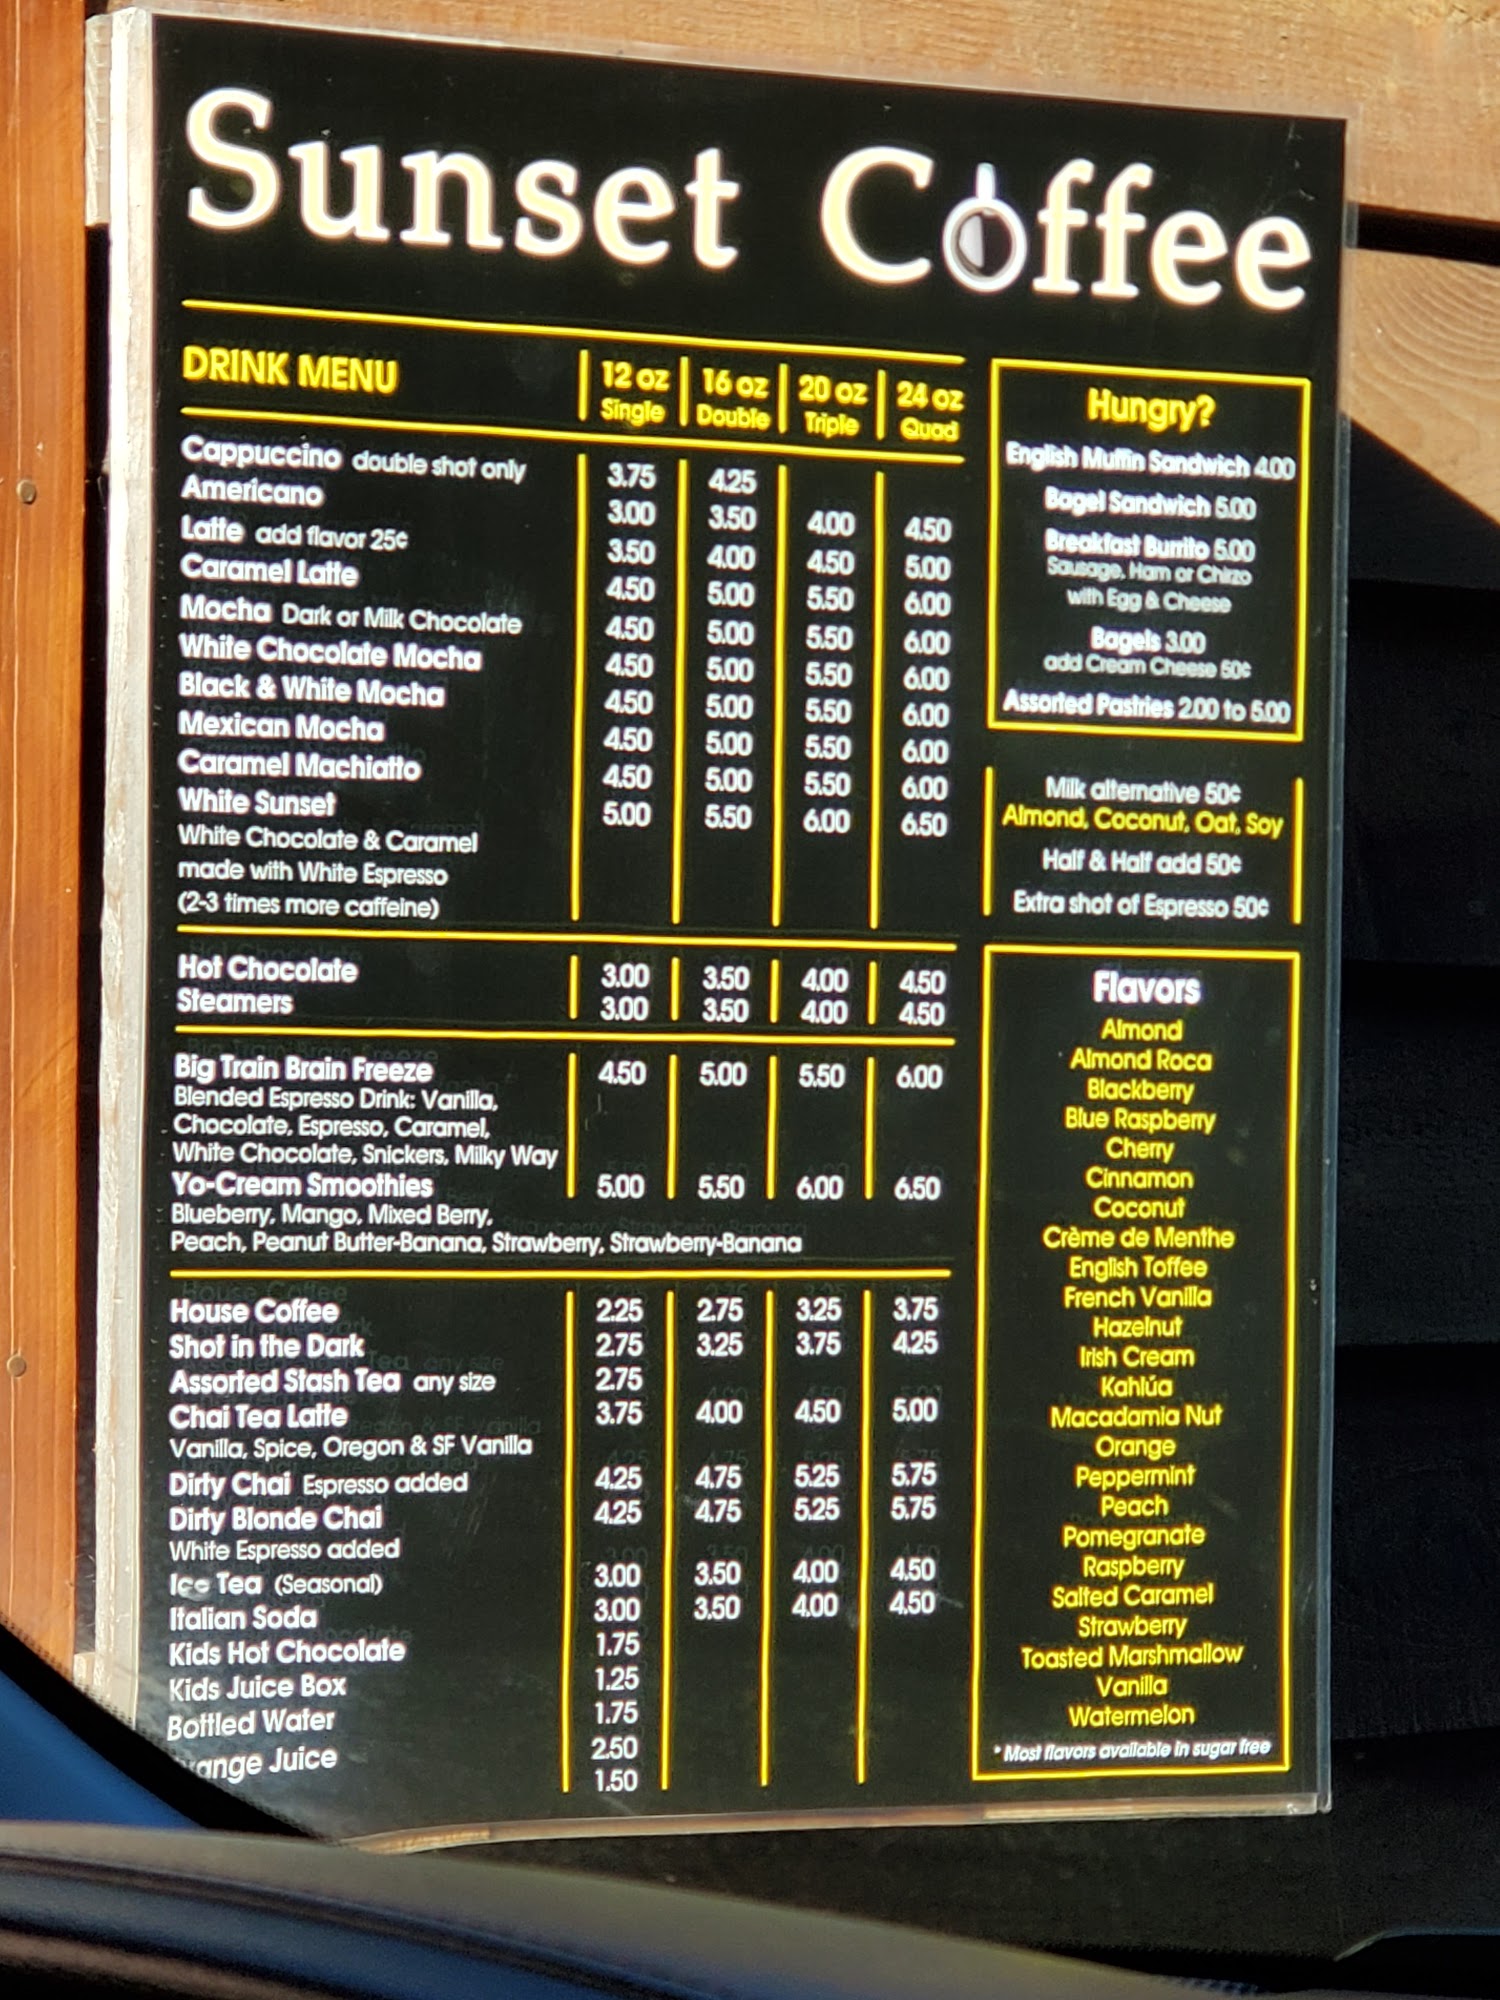 Sunset Coffee
DRINK MENU 12 oz 16 oz 20 oz 24 oz
Single Double Triple Quad
Cappuccino double shot only 3.75 4.25
Americano 3.00 3.50 4.00 4.50
Latte add flavor 25¢ 3.50 4.00 4.50 5.00
Caramel Latte 4.50 5.00 5.50 6.00
Mocha Dark or Milk Chocolate 4.50 5.00 5.50 6.00
White Chocolate Mocha 4.50 5.00 5.50 6.00
Black & White Mocha 4.50 5.00 5.50 6.00
Mexican Mocha 4.50 5.00 5.50 6.00
Caramel Machiatto 4.50 5.00 5.50 6.00
White Sunset 5.00 5.50 6.00 6.50
White Chocolate & Caramel
made with White Espresso
(2-3 times more caffeine)
Hot Chocolate 3.00 3.50 4.00 4.50
Steamers 3.00 3.50 4.00 4.50
Big Train Brain Freeze 4.50 5.00 5.50 6.00
Blended Espresso Drink: Vanilla,
Chocolate, Espresso, Caramel,
White Chocolate, Snickers, Milky Way
Yo-Cream Smoothies 5.00 5.50 6.00 6.50
Blueberry, Mango, Mixed Berry,
Peach, Peanut Butter-Banana, Strawberry, Strawberry-Banana
House Coffee 2.25 2.75 3.25 3.75
Shot in the Dark 2.75 3.25 3.75 4.25
Assorted Stash Tea any size 2.75
Chai Tea Latte 3.75 4.00 4.50 5.00
Vanilla, Spice, Oregon & SF Vanilla
Dirty Chai Espresso added 4.25 4.75 5.25 5.75
Dirty Blonde Chai 4.25 4.75 5.25 5.75
White Espresso added
Ice Tea (Seasonal) 3.00 3.50 4.00 4.50
Italian Soda 3.00 3.50 4.00 4.50
Kids Hot Chocolate 1.75
Kids Juice Box 1.25
Bottled Water 1.75
Juice 2.50
1.50
Hungry?
English Muffin Sandwich 4.00
Bagel Sandwich 5.00
Breakfast Burrito 5.00
Sausage, Ham or Chirzo
with Egg & Cheese
Bagels 3.00
add Cream Cheese 50¢
Assorted Pastries 2.00 to 5.00
Milk alternative 50¢
Almond, Coconut, Oat, Soy
Half & Half add 50¢
Extra shot of Espresso 50¢
Flavors
Almond
Almond Roca
Blackberry
Blue Raspberry
Cherry
Cinnamon
Coconut
Crème de Menthe
English Toffee
French Vanilla
Hazelnut
Irish Cream
Kahlúa
Macadamia Nut
Orange
Peppermint
Peach
Pomegranate
Raspberry
Salted Caramel
Strawberry
Toasted Marshmallow
Vanilla
Watermelon
* Most flavors available in sugar free